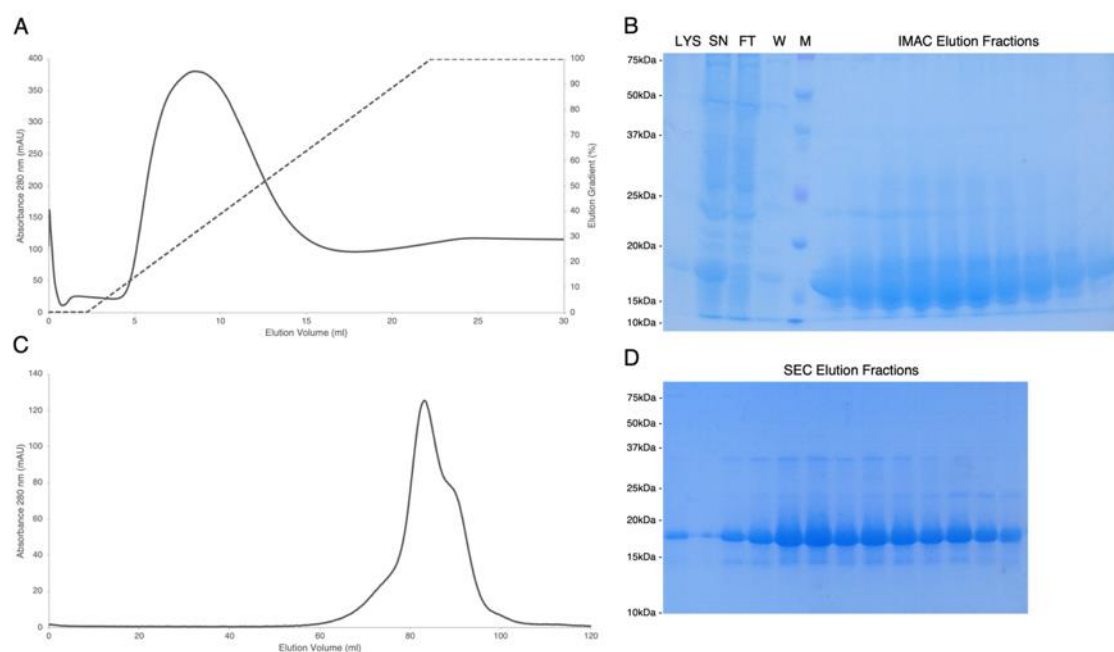 A
Absorbance 280 nm (mAU)
400
350
300
250
200
150
100
50
0
100
90
80
70
60
50
40
30
20
10
0
Elution Gradient (%)
0 5 10 15 20 25 30
Elution Volume (ml)
B
LYS SN FT W M IMAC Elution Fractions
75kDa -
50kDa -
37kDa -
25kDa -
20kDa -
15kDa -
10kDa -
C
Absorbance 280 nm (mAU)
140
120
100
80
60
40
20
0
0 20 40 60 80 100 120
Elution Volume (ml)
D
SEC Elution Fractions
75kDa -
50kDa -
37kDa -
25kDa -
20kDa -
15kDa -
10kDa -